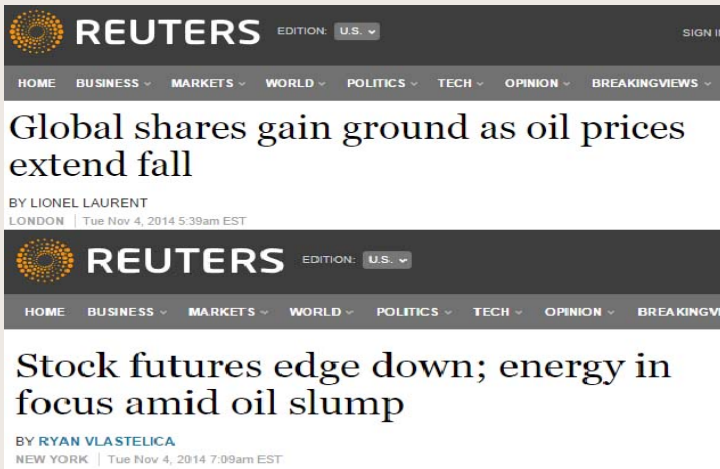 REUTERS EDITION: U.S. SIGN I
HOME BUSINESS MARKETS WORLD POLITICS TECH OPINION BREAKINGVIEWS
Global shares gain ground as oil prices
extend fall
BY LIONEL LAURENT
LONDON | Tue Nov 4, 2014 5:39am EST
REUTERS EDITION: U.S.
HOME BUSINESS MARKETS WORLD POLITICS TECH OPINION BREAKINGVI
Stock futures edge down; energy in
focus amid oil slump
BY RYAN VLASTELICA
NEW YORK | Tue Nov 4, 2014 7:09am EST